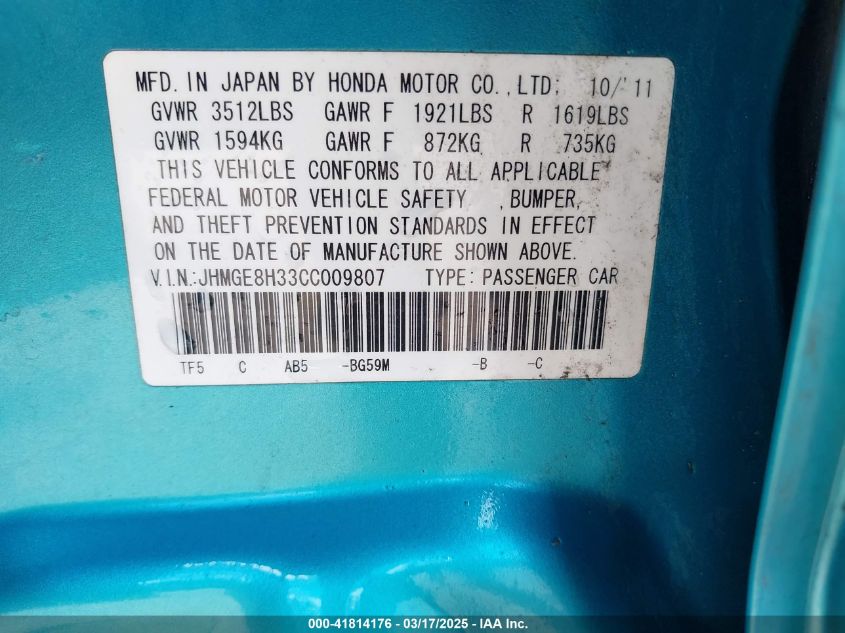 MFD. IN JAPAN BY HONDA MOTOR CO., LTD; 10/'11
GVWR 3512LBS GAWR F 1921LBS R 1619LBS
GVWR 1594KG GAWR F 872KG R 735KG
THIS VEHICLE CONFORMS TO ALL APPLICABLE
FEDERAL MOTOR VEHICLE SAFETY , BUMPER,
AND THEFT PREVENTION STANDARDS IN EFFECT
ON THE DATE OF MANUFACTURE SHOWN ABOVE.
V.I.N.:JHMGE8H33CC009807 TYPE: PASSENGER CAR
TF5 C AB5 -BG59M -B -C
000-41814176 - 03/17/2025 - IAA Inc.